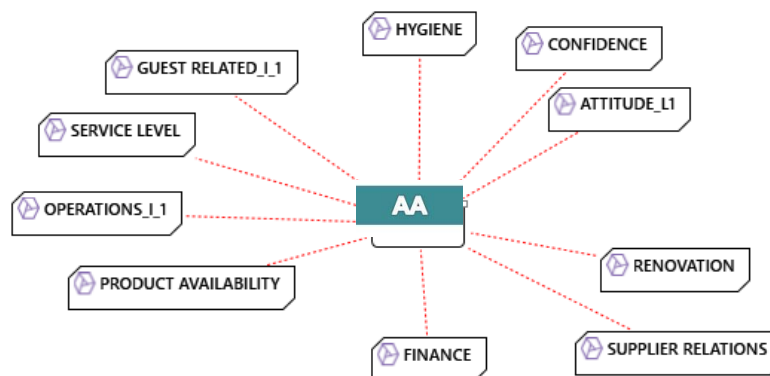 HYGIENE
CONFIDENCE
GUEST RELATED_I_1
ATTITUDE_L1
SERVICE LEVEL
AA
OPERATIONS_I_1
RENOVATION
PRODUCT AVAILABILITY
FINANCE
SUPPLIER RELATIONS